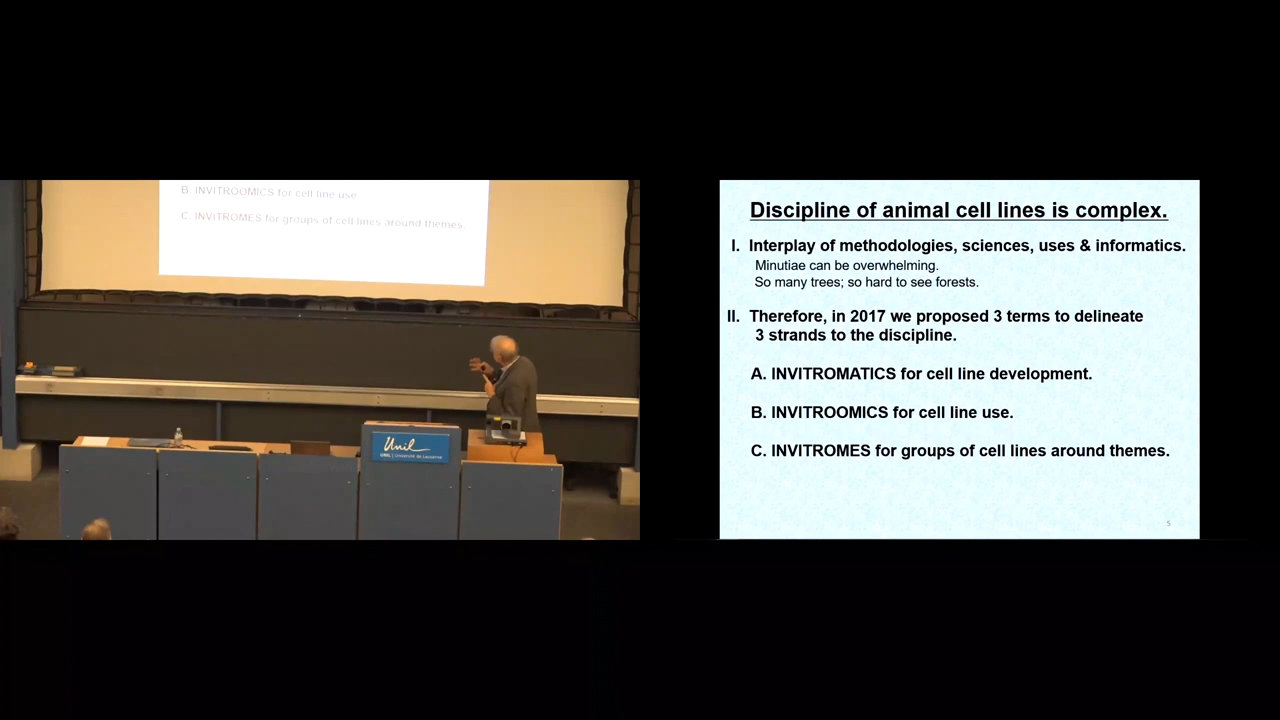 B. INVITROOMICS for cell line use.
C. INVITROMES for groups of cell lines around themes.
Unil
UNIL | Université de Lausanne
Discipline of animal cell lines is complex.
I. Interplay of methodologies, sciences, uses & informatics.
Minutiae can be overwhelming.
So many trees; so hard to see forests.
II. Therefore, in 2017 we proposed 3 terms to delineate
3 strands to the discipline.
A. INVITROMATICS for cell line development.
B. INVITROOMICS for cell line use.
C. INVITROMES for groups of cell lines around themes.
5